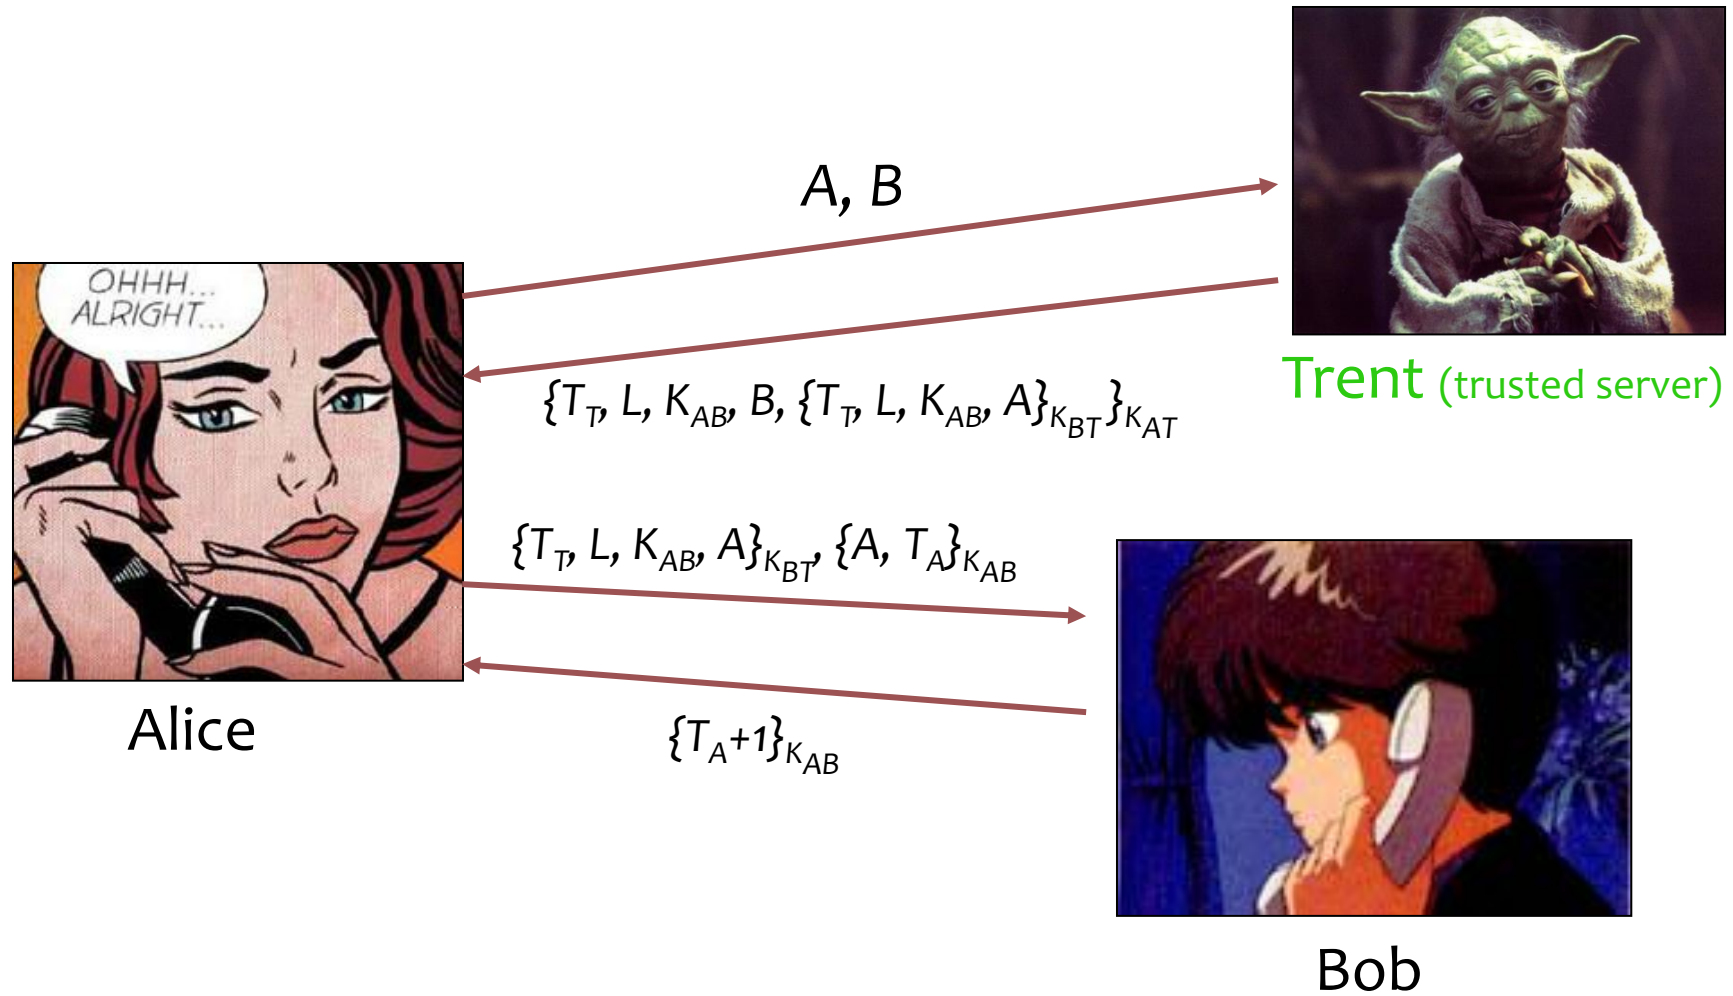 A, B
OHHH...
ALRIGHT...
Trent (trusted server)
{T_T, L, K_AB, B, {T_T, L, K_AB, A}_K_BT}_K_AT
{T_T, L, K_AB, A}_K_BT, {A, T_A}_K_AB
Alice
{T_A+1}_K_AB
Bob